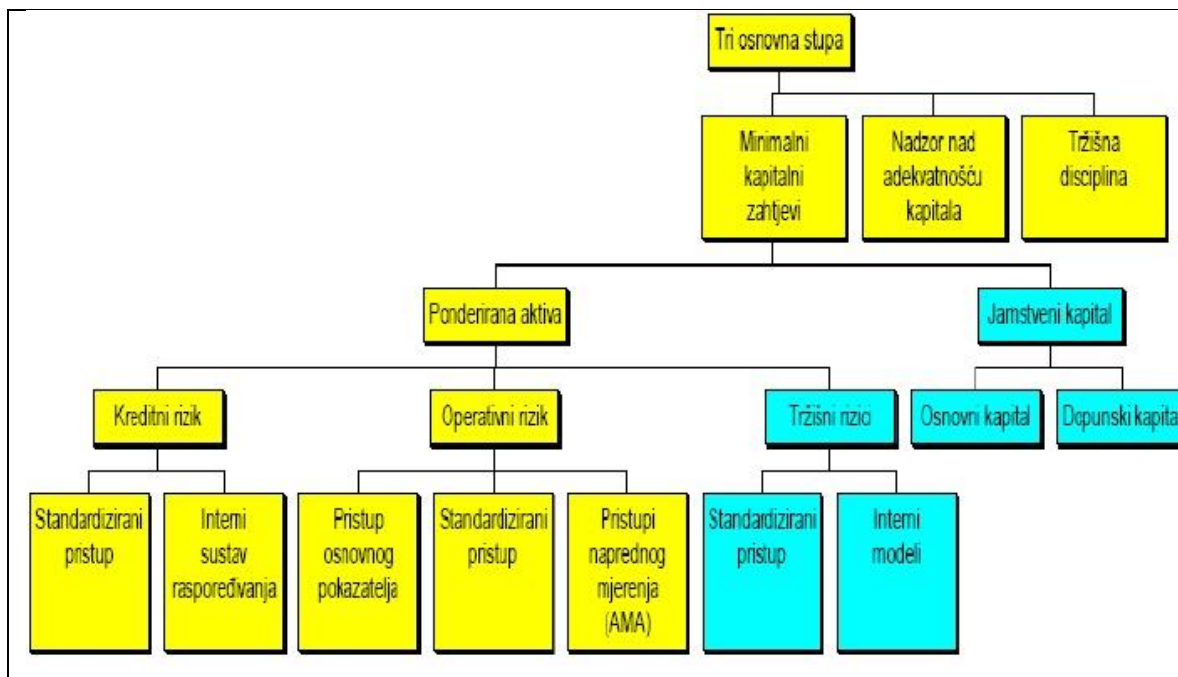 Tri osnovna stupa
Minimalni
kapitalni
zahtjevi
Nadzor nad
adekvatnošću
kapitala
Tržišna
disciplina
Ponderirana aktiva
Jamstveni kapital
Kreditni rizik
Operativni rizik
Tržišni rizici
Osnovni kapital
Dopunski kapital
Standardizirani
pristup
Interni
sustav
raspoređivanja
Pristup
osnovnog
pokazatelja
Standardizirani
pristup
Pristupi
naprednog
mjerenja
(AMA)
Standardizirani
pristup
Interni
modeli